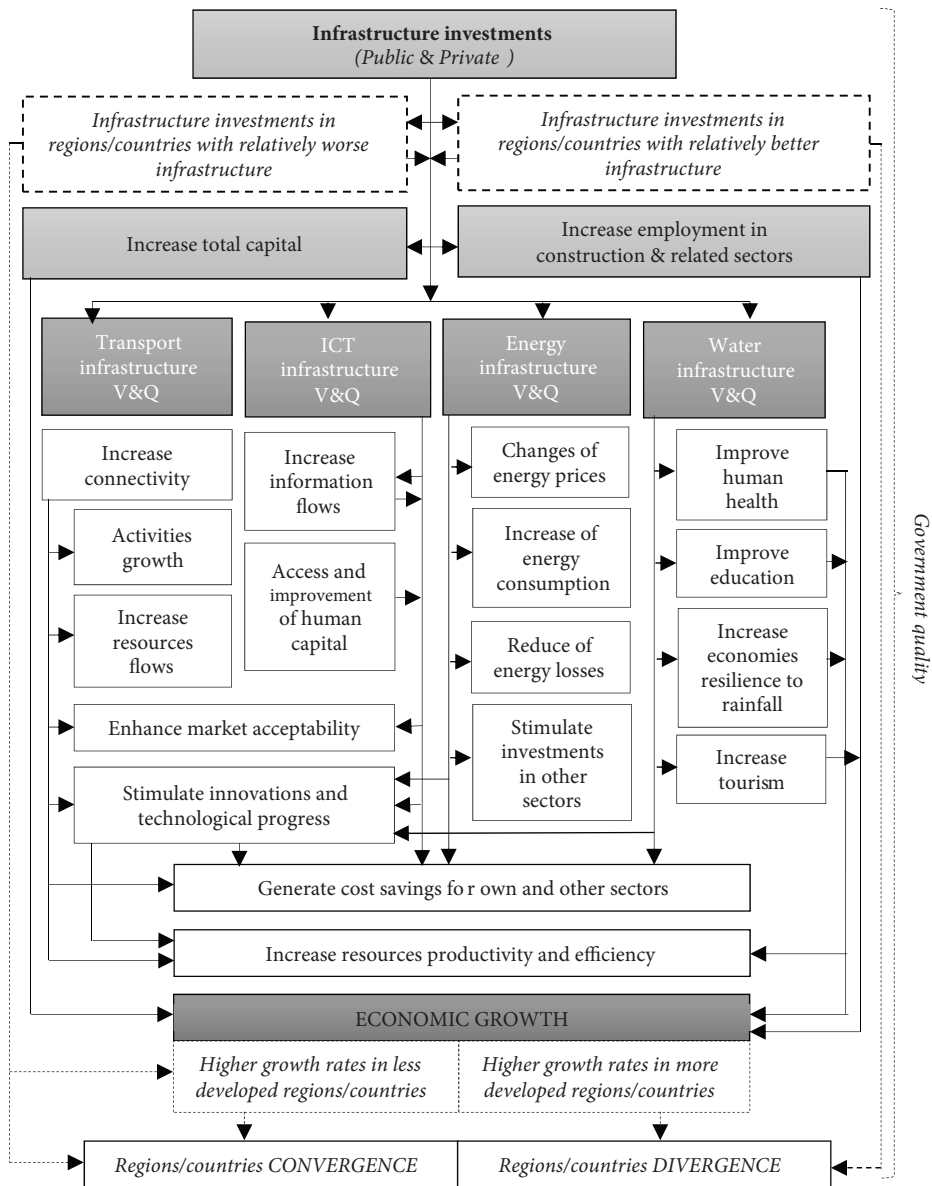 Infrastructure investments
(Public & Private )
Infrastructure investments in
regions/countries with relatively worse
infrastructure
Infrastructure investments in
regions/countries with relatively better
infrastructure
Increase total capital
Increase employment in
construction & related sectors
Transport
infrastructure
V&Q
ICT
infrastructure
V&Q
Energy
infrastructure
V&Q
Water
infrastructure
V&Q
Increase
connectivity
Activities
growth
Increase
resources
flows
Increase
information
flows
Access and
improvement
of human
capital
Enhance market acceptability
Stimulate innovations and
technological progress
Changes of
energy prices
Increase of
energy
consumption
Reduce of
energy losses
Stimulate
investments
in other
sectors
Improve
human
health
Improve
education
Increase
economies
resilience to
rainfall
Increase
tourism
Government quality
Generate cost savings fo r own and other sectors
Increase resources productivity and efficiency
ECONOMIC GROWTH
Higher growth rates in less
developed regions/countries
Higher growth rates in more
developed regions/countries
Regions/countries CONVERGENCE
Regions/countries DIVERGENCE